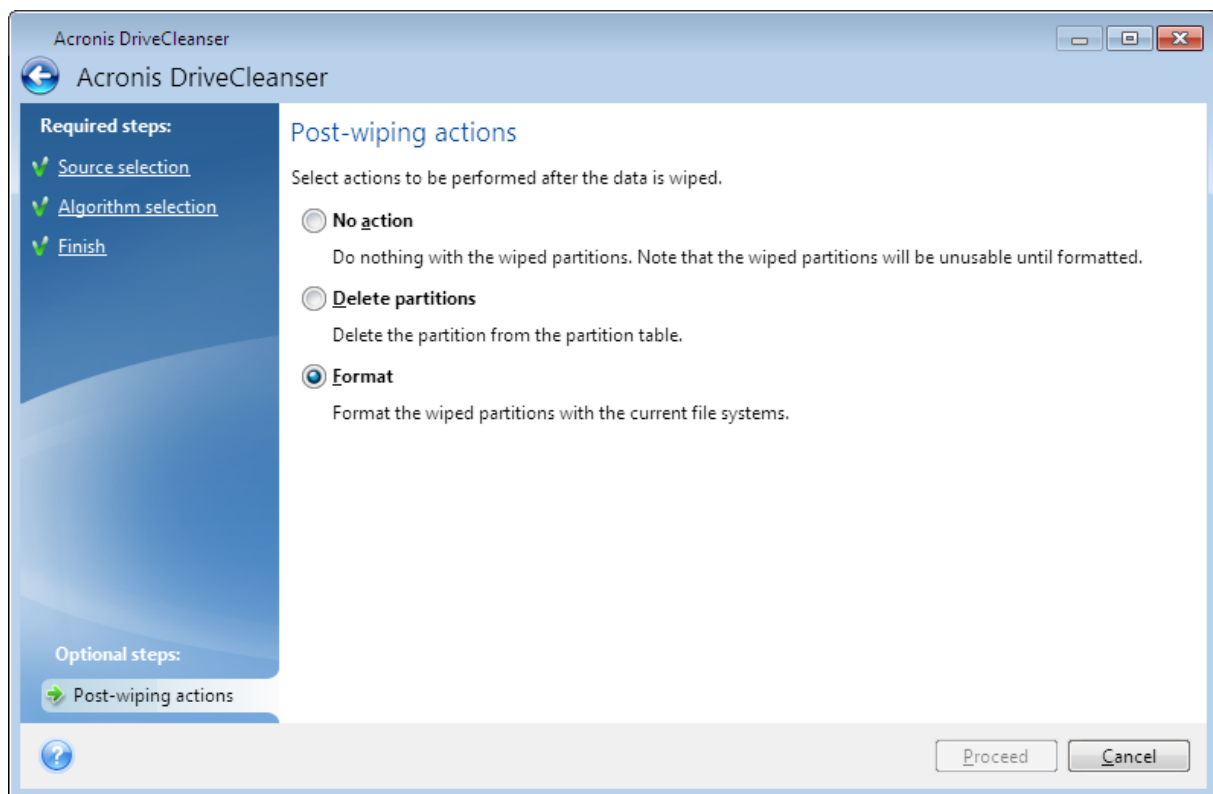 Acronis DriveCleanser
Acronis DriveCleanser
Required steps:
Source selection
Algorithm selection
Finish
Optional steps:
Post-wiping actions
Post-wiping actions
Select actions to be performed after the data is wiped.
No action
Do nothing with the wiped partitions. Note that the wiped partitions will be unusable until formatted.
Delete partitions
Delete the partition from the partition table.
Format
Format the wiped partitions with the current file systems.
?
Proceed
Cancel